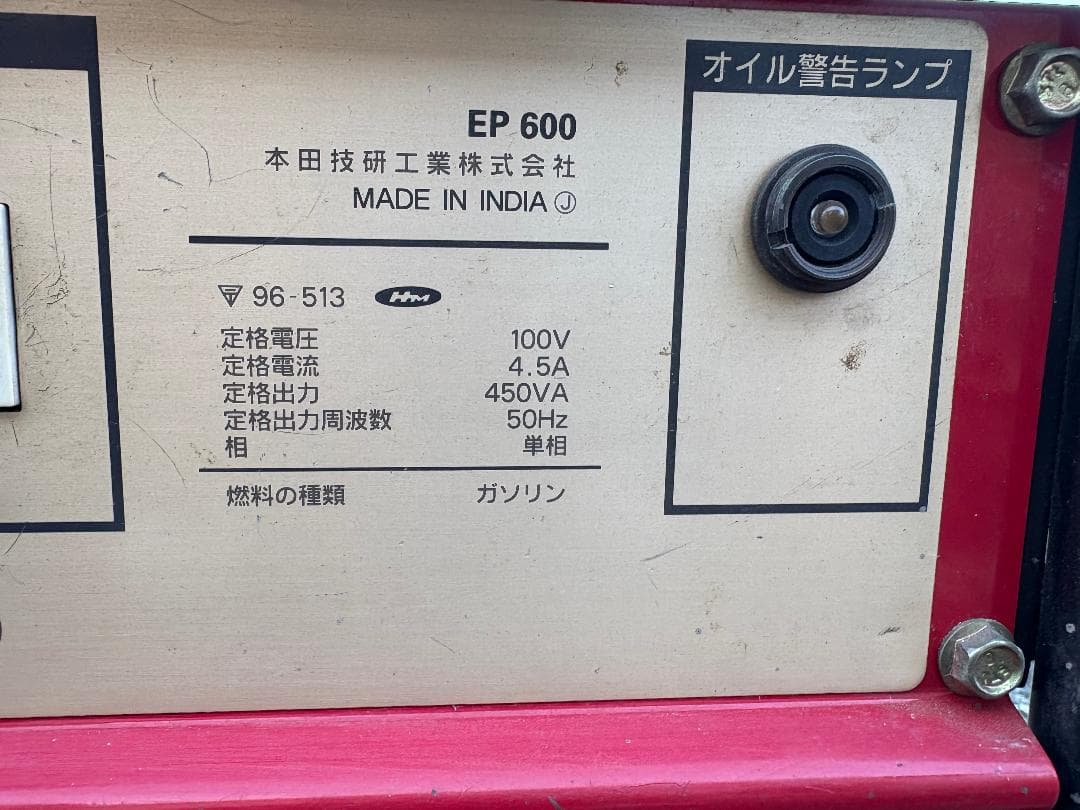 オイル警告ランプ
EP 600
本田技研工業株式会社
MADE IN INDIA Ⓙ
〒 96-513 HTM
定格電圧 100V
定格電流 4.5A
定格出力 450VA
定格出力周波数 50Hz
相 単相
燃料の種類 ガソリン